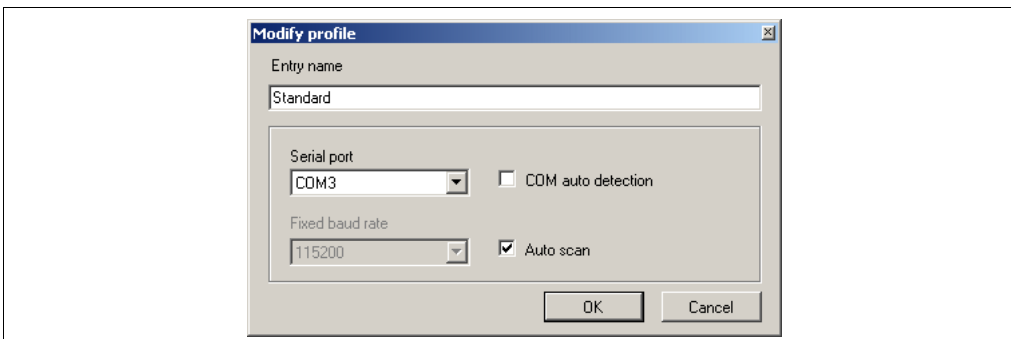 Modify profile
Entry name
Standard
Serial port
COM3
COM auto detection
Fixed baud rate
115200
Auto scan
OK
Cancel